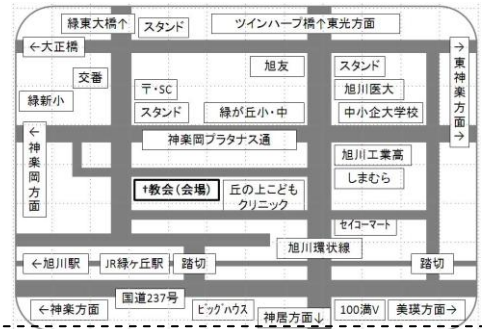 緑東大橋↑
スタンド
ツインハープ橋↑東光方面
←大正橋
交番
緑新小
旭友
スタンド
→東神楽方面→
〒・SC
旭川医大
スタンド
緑が丘小・中
中小企大学校
神楽岡プラタナス通
←神楽岡方面
旭川工業高
しまむら
†教会(会場)
丘の上こども
クリニック
セイコーマート
旭川環状線
←旭川駅
JR緑ヶ丘駅
踏切
踏切
国道237号
←神楽方面
ビッグハウス
神居方面↓
100満V
美瑛方面→